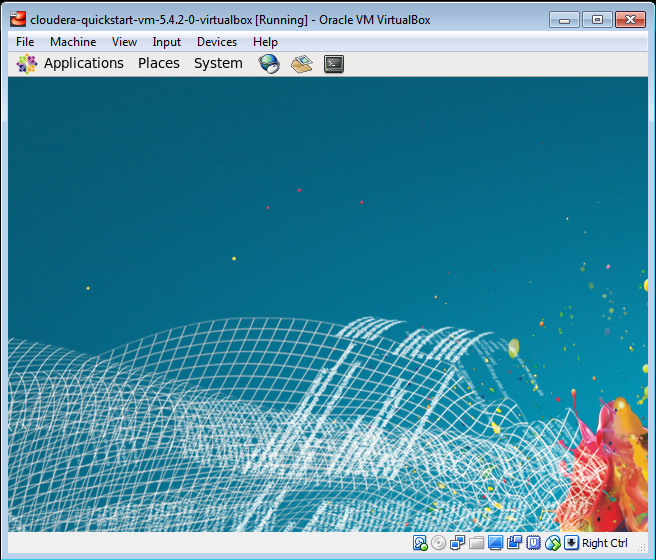 cloudera-quickstart-vm-5.4.2-0-virtualbox [Running] - Oracle VM VirtualBox
File Machine View Input Devices Help
Applications Places System
Right Ctrl